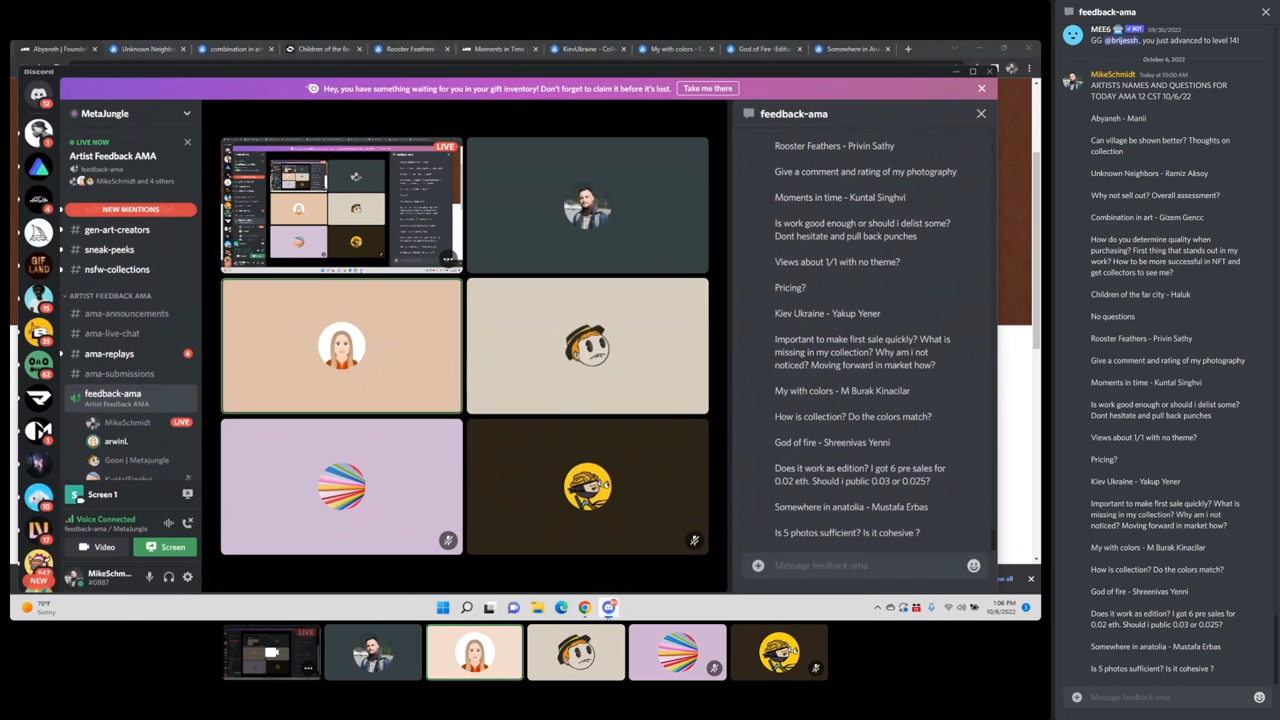 Abyaneh | Founda
Unknown Neighbo
combination in art
Children of the far
Rooster Feathers
Moments in Time
KievUkraine - Colle
My with colors - C
God of Fire -Edition
Somewhere in Ana
Discord
Hey, you have something waiting for you in your gift inventory! Don't forget to claim it before it's lost.
Take me there
MetaJungle
LIVE NOW
Artist Feedback AMA
feedback-ama
MikeSchmidt and 4 others
NEW MENTIONS
gen-art-creators
sneak-peeks
nsfw-collections
ARTIST FEEDBACK AMA
ama-announcements
ama-live-chat
ama-replays
4
ama-submissions
feedback-ama
Artist Feedback AMA
MikeSchmidt
LIVE
arwinL
Goon | Metajungle
KuntalSinghvi
Screen 1
Voice Connected
feedback-ama / MetaJungle
Video
Screen
MikeSchm...
#0887
12
1
4
GIF
LAND
15
35
62
1
10
17
NEW
LIVE
feedback-ama
Rooster Feathers - Privin Sathy
Give a comment and rating of my photography
Moments in time - Kuntal Singhvi
Is work good enough or should i delist some?
Dont hesitate and pull back punches
Views about 1/1 with no theme?
Pricing?
Kiev Ukraine - Yakup Yener
Important to make first sale quickly? What is
missing in my collection? Why am i not
noticed? Moving forward in market how?
My with colors - M Burak Kinacilar
How is collection? Do the colors match?
God of fire - Shreenivas Yenni
Does it work as edition? I got 6 pre sales for
0.02 eth. Should i public 0.03 or 0.025?
Somewhere in anatolia - Mustafa Erbas
Is 5 photos sufficient? Is it cohesive ?
Message feedback-ama
70°F
Sunny
1:06 PM
10/6/2022
LIVE
feedback-ama
MEE6 BOT 09/30/2022
GG @brijessh, you just advanced to level 14!
October 6, 2022
MikeSchmidt Today at 10:00 AM
ARTISTS NAMES AND QUESTIONS FOR
TODAY AMA 12 CST 10/6/22
Abyaneh - Manii
Can village be shown better? Thoughts on
collection
Unknown Neighbors - Ramiz Aksoy
Why not sell out? Overall assessment?
Combination in art - Gizem Gencc
How do you determine quality when
purchasing? First thing that stands out in my
work? How to be more successful in NFT and
get collectors to see me?
Children of the far city - Haluk
No questions
Rooster Feathers - Privin Sathy
Give a comment and rating of my photography
Moments in time - Kuntal Singhvi
Is work good enough or should i delist some?
Dont hesitate and pull back punches
Views about 1/1 with no theme?
Pricing?
Kiev Ukraine - Yakup Yener
Important to make first sale quickly? What is
missing in my collection? Why am i not
noticed? Moving forward in market how?
My with colors - M Burak Kinacilar
How is collection? Do the colors match?
God of fire - Shreenivas Yenni
Does it work as edition? I got 6 pre sales for
0.02 eth. Should i public 0.03 or 0.025?
Somewhere in anatolia - Mustafa Erbas
Is 5 photos sufficient? Is it cohesive ?
Message feedback-ama